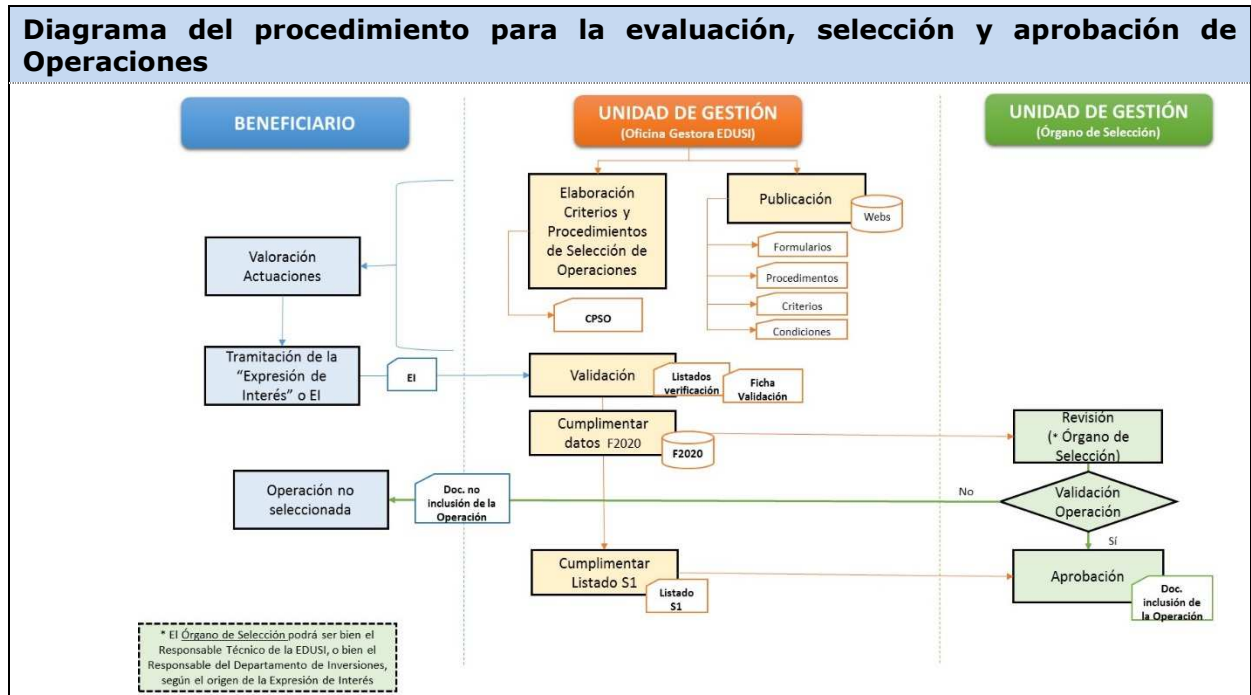 Diagrama del procedimiento para la evaluación, selección y aprobación de
Operaciones
BENEFICIARIO
UNIDAD DE GESTIÓN
(Oficina Gestora EDUSI)
UNIDAD DE GESTIÓN
(Órgano de Selección)
Elaboración
Criterios y
Procedimientos
de Selección de
Operaciones
CPSO
Publicación
Webs
Formularios
Procedimentos
Criterios
Condiciones
Valoración
Actuaciones
Tramitación de la
“Expresión de
Interés” o EI
EI
Validación
Listados
verificación
Ficha
Validación
Cumplimentar
datos F2020
F2020
Revisión
(* Órgano de
Selección)
Validación
Operación
No
Sí
Doc. no
inclusión de la
Operación
Operación no
seleccionada
Cumplimentar
Listado S1
Listado
S1
Aprobación
Doc.
inclusión de
la Operación
* El Órgano de Selección podrá ser bien el
Responsable Técnico de la EDUSI, o bien el
Responsable del Departamento de Inversiones,
según el origen de la Expresión de Interés